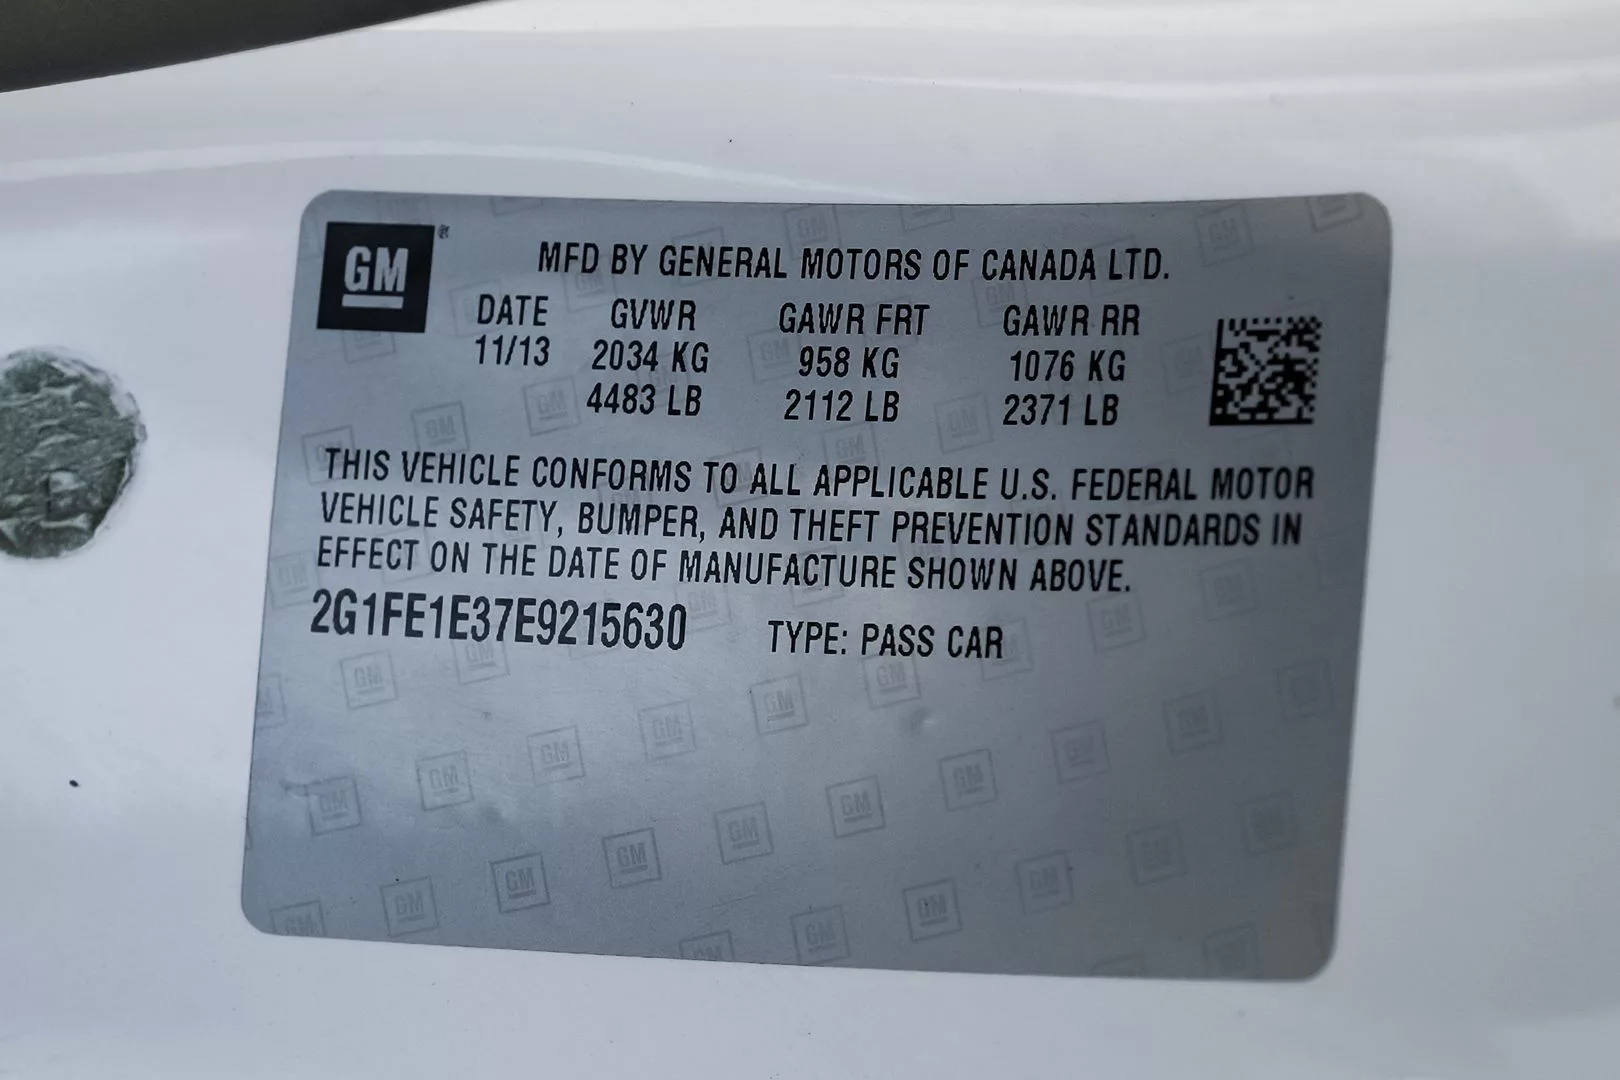 GM
MFD BY GENERAL MOTORS OF CANADA LTD.
DATE GVWR GAWR FRT GAWR RR
11/13 2034 KG 958 KG 1076 KG
4483 LB 2112 LB 2371 LB
THIS VEHICLE CONFORMS TO ALL APPLICABLE U.S. FEDERAL MOTOR
VEHICLE SAFETY, BUMPER, AND THEFT PREVENTION STANDARDS IN
EFFECT ON THE DATE OF MANUFACTURE SHOWN ABOVE.
2G1FE1E37E9215630 TYPE: PASS CAR